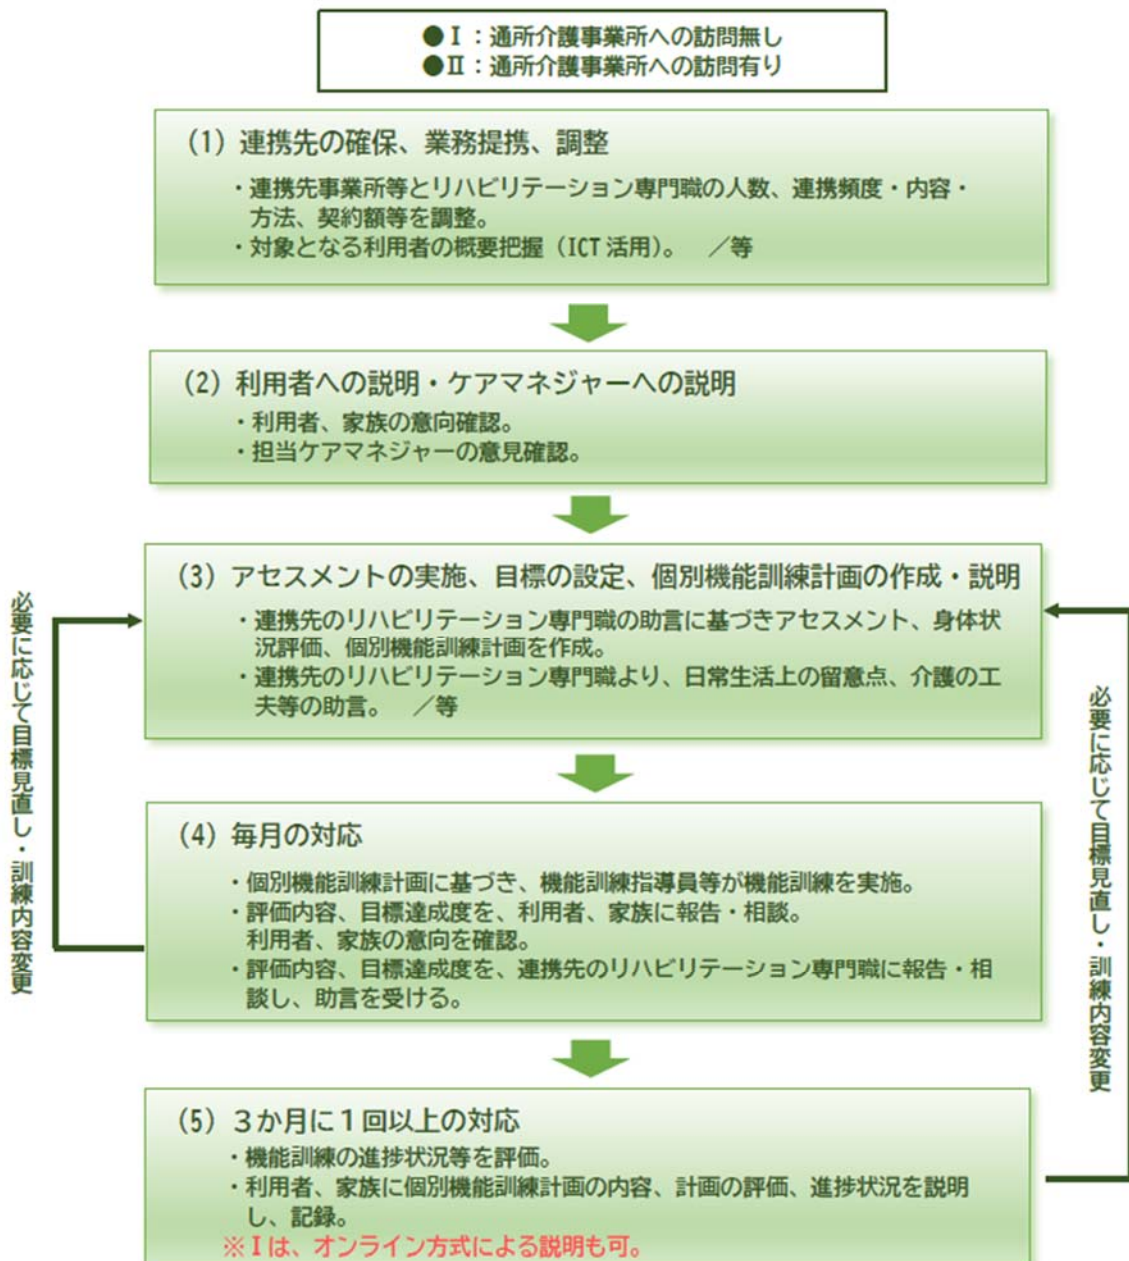 ●Ⅰ：通所介護事業所への訪問無し
●Ⅱ：通所介護事業所への訪問有り
（1）連携先の確保、業務提携、調整
・連携先事業所等とリハビリテーション専門職の人数、連携頻度・内容・
方法、契約額等を調整。
・対象となる利用者の概要把握（ICT 活用）。　／等
（2）利用者への説明・ケアマネジャーへの説明
・利用者、家族の意向確認。
・担当ケアマネジャーの意見確認。
（3）アセスメントの実施、目標の設定、個別機能訓練計画の作成・説明
・連携先のリハビリテーション専門職の助言に基づきアセスメント、身体状
況評価、個別機能訓練計画を作成。
・連携先のリハビリテーション専門職より、日常生活上の留意点、介護の工
夫等の助言。　／等
必要に応じて目標見直し・訓練内容変更
必要に応じて目標見直し・訓練内容変更
（4）毎月の対応
・個別機能訓練計画に基づき、機能訓練指導員等が機能訓練を実施。
・評価内容、目標達成度を、利用者、家族に報告・相談。
利用者、家族の意向を確認。
・評価内容、目標達成度を、連携先のリハビリテーション専門職に報告・相
談し、助言を受ける。
（5）３か月に１回以上の対応
・機能訓練の進捗状況等を評価。
・利用者、家族に個別機能訓練計画の内容、計画の評価、進捗状況を説明
し、記録。
※Ⅰは、オンライン方式による説明も可。